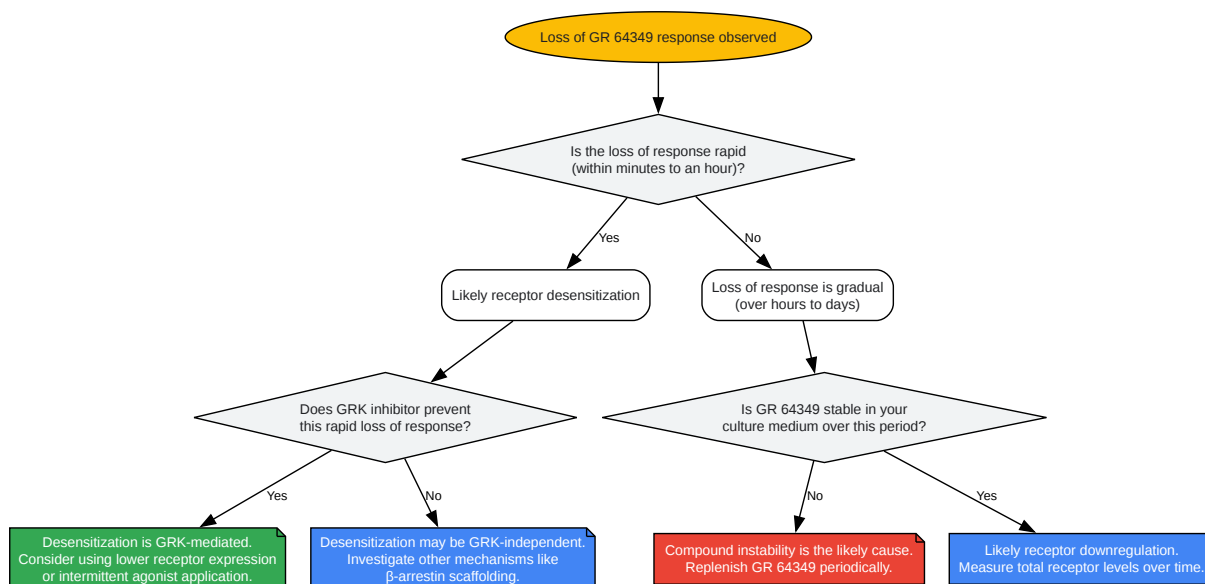 Loss of GR 64349 response observed
Is the loss of response rapid
(within minutes to an hour)?
Yes
No
Likely receptor desensitization
Loss of response is gradual
(over hours to days)
Does GRK inhibitor prevent
this rapid loss of response?
Is GR 64349 stable in your
culture medium over this period?
Yes
No
No
Yes
Desensitization is GRK-mediated.
Consider using lower receptor expression
or intermittent agonist application.
Desensitization may be GRK-independent.
Investigate other mechanisms like
β-arrestin scaffolding.
Compound instability is the likely cause.
Replenish GR 64349 periodically.
Likely receptor downregulation.
Measure total receptor levels over time.